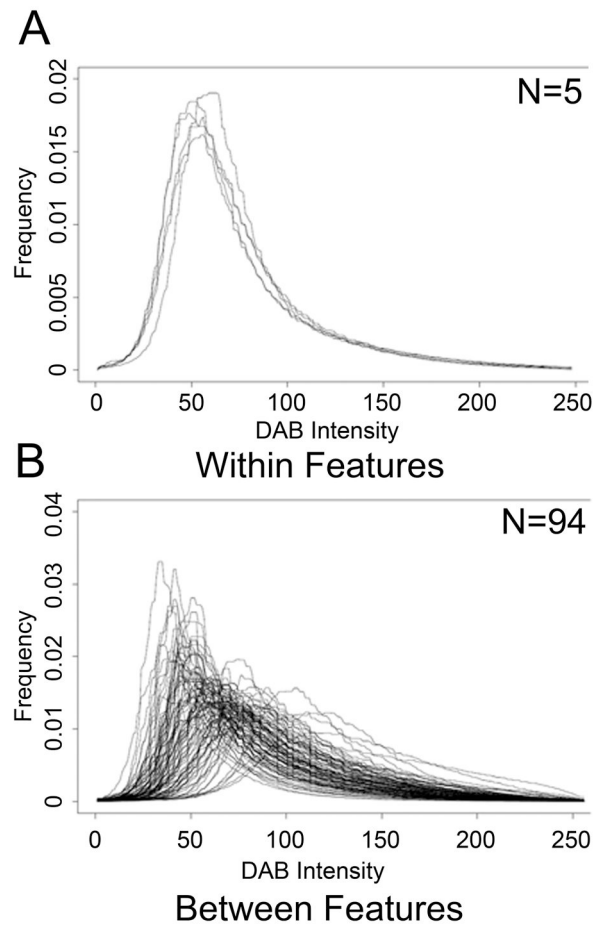 A
N=5
Frequency
0.02
0.015
0.01
0.005
0
0 50 100 150 200 250
DAB Intensity
Within Features
B
N=94
Frequency
0.04
0.03
0.02
0.01
0
0 50 100 150 200 250
DAB Intensity
Between Features